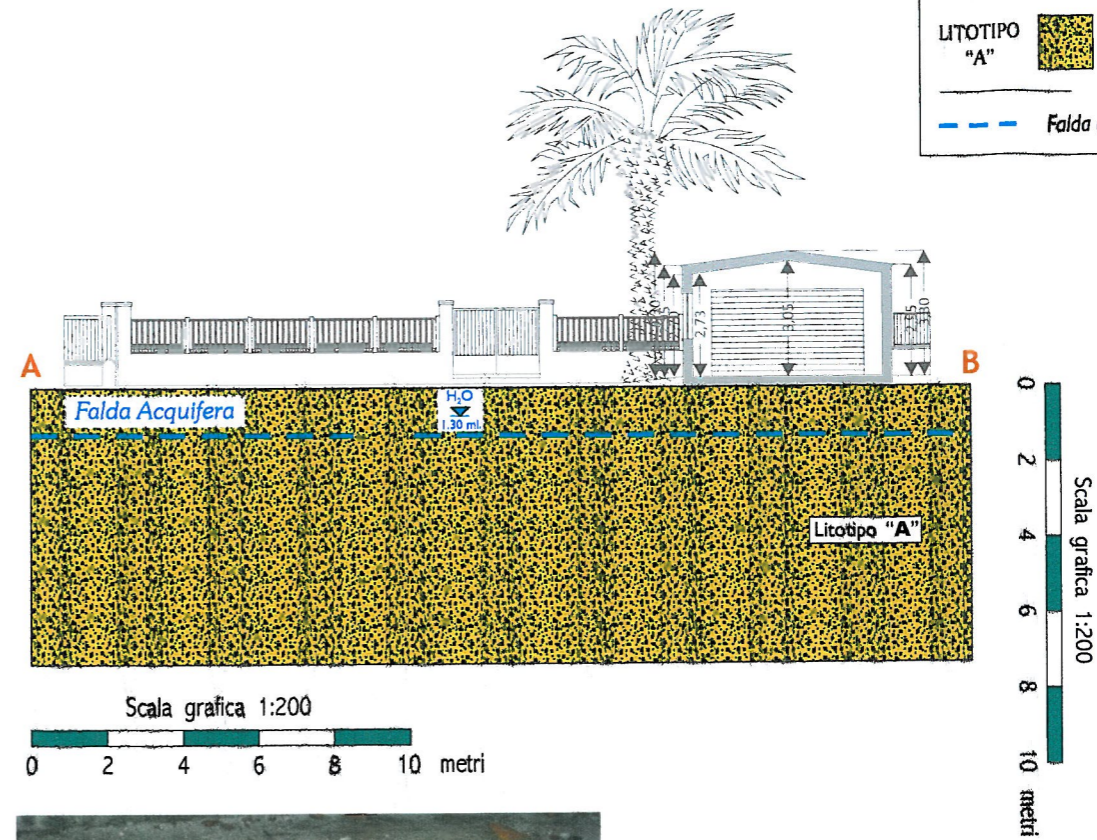 LITOTIPO
"A"
Falda
A
B
Falda Acquifera
H₂O
1,30 ml.
2,73
3,05
Litotipo "A"
0
2
4
6
8
10 metri
Scala grafica 1:200
Scala grafica 1:200
0 2 4 6 8 10 metri